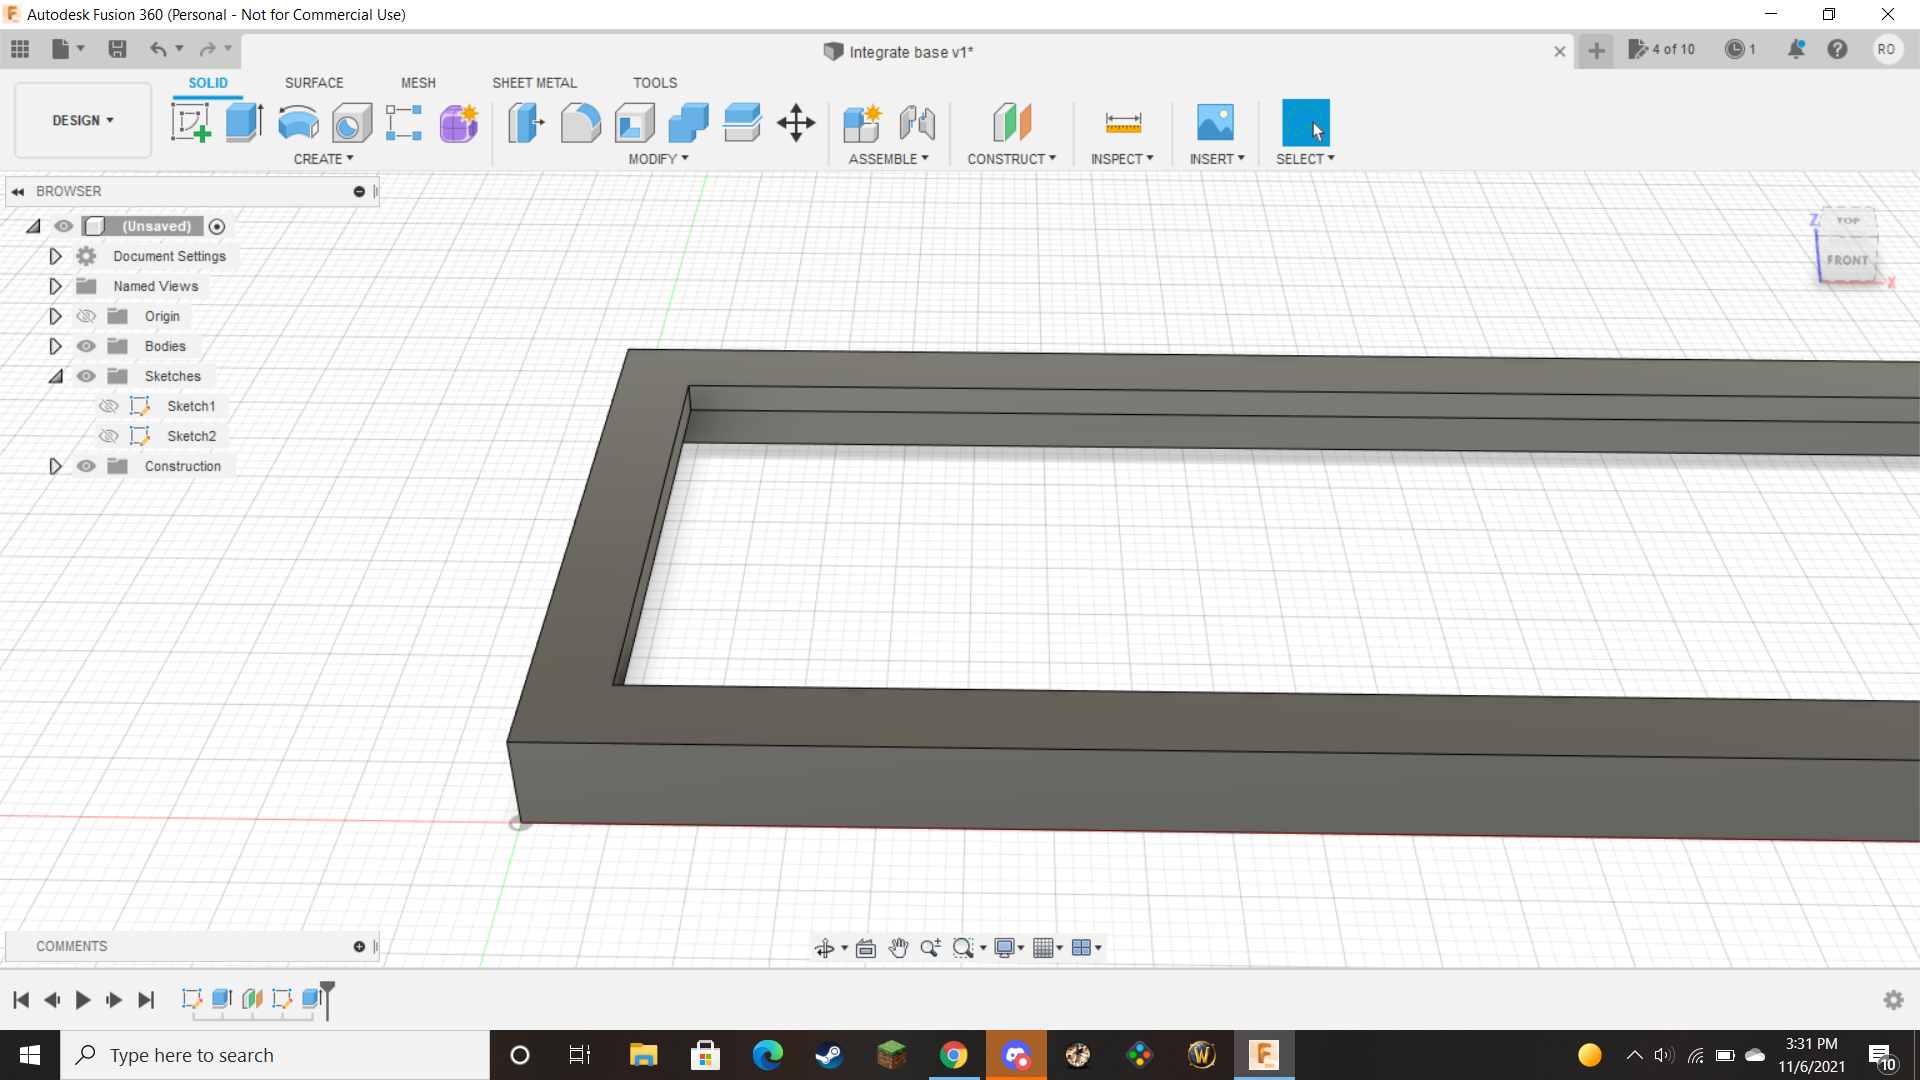 Autodesk Fusion 360 (Personal - Not for Commercial Use)
Integrate base v1*
4 of 10
1
RO
DESIGN
SOLID SURFACE MESH SHEET METAL TOOLS
CREATE MODIFY ASSEMBLE CONSTRUCT INSPECT INSERT SELECT
BROWSER
(Unsaved)
Document Settings
Named Views
Origin
Bodies
Sketches
Sketch1
Sketch2
Construction
Z
TOP
FRONT
X
COMMENTS
Type here to search
3:31 PM
11/6/2021
10